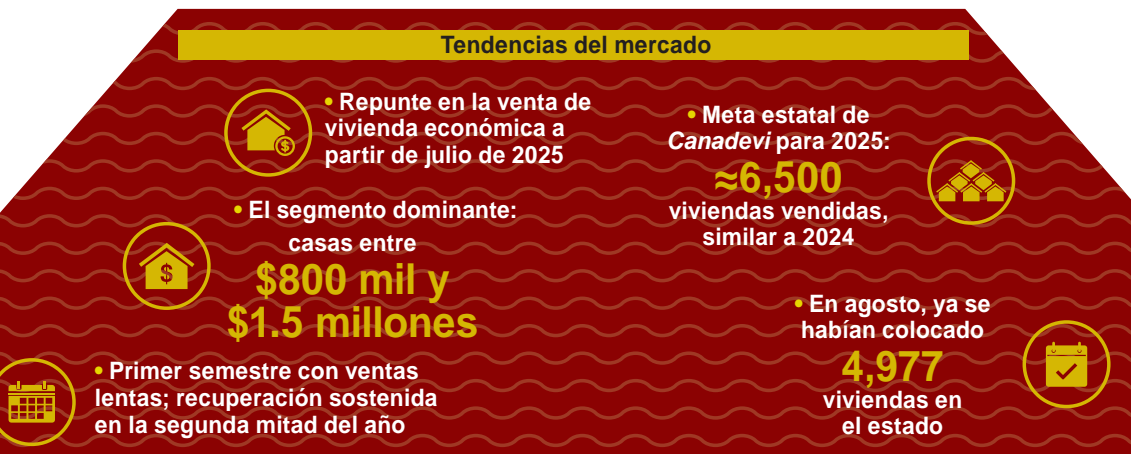 Tendencias del mercado
• Repunte en la venta de
vivienda económica a
partir de julio de 2025
• El segmento dominante:
casas entre
$800 mil y
$1.5 millones
• Primer semestre con ventas
lentas; recuperación sostenida
en la segunda mitad del año
• Meta estatal de
Canadevi para 2025:
≈6,500
viviendas vendidas,
similar a 2024
• En agosto, ya se
habían colocado
4,977
viviendas en
el estado